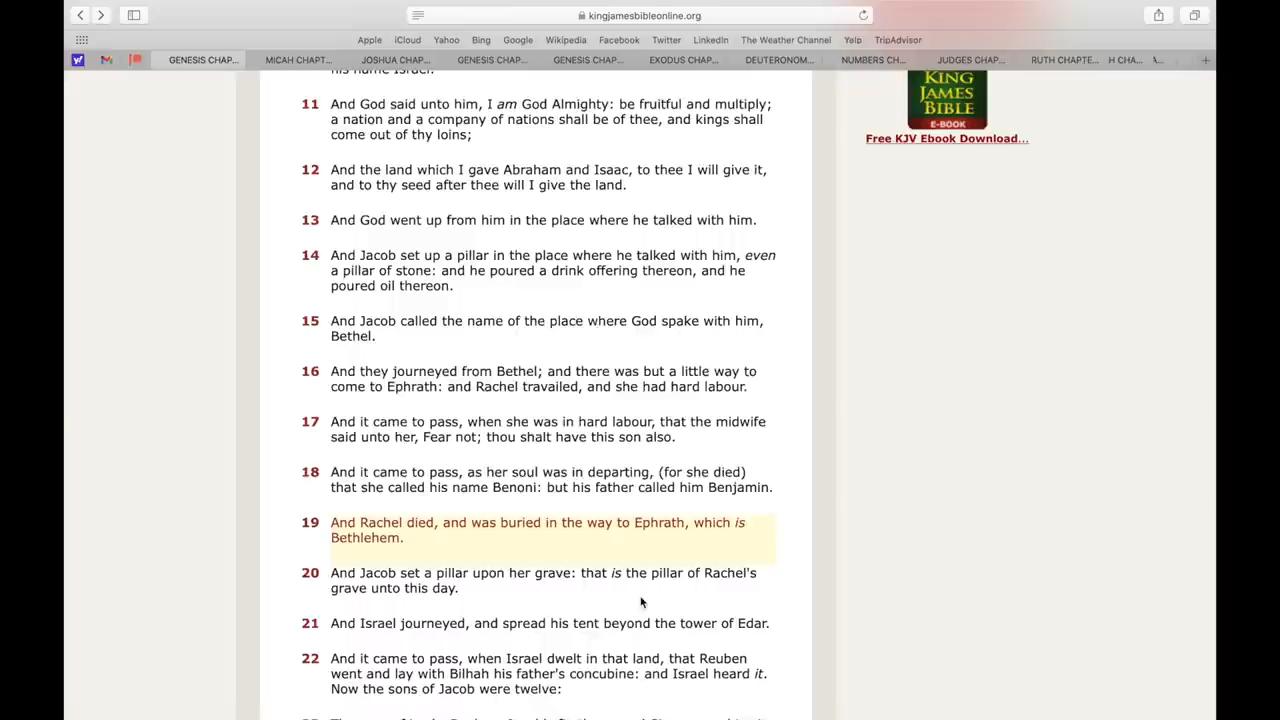 kingjamesbibleonline.org
Apple iCloud Yahoo Bing Google Wikipedia Facebook Twitter LinkedIn The Weather Channel Yelp TripAdvisor
GENESIS CHAP... MICAH CHAPT... JOSHUA CHAP... GENESIS CHAP... GENESIS CHAP... EXODUS CHAP... DEUTERONOM... NUMBERS CH... JUDGES CHAP... RUTH CHAPTE... H CHA...
his name Israel.
11 And God said unto him, I am God Almighty: be fruitful and multiply;
a nation and a company of nations shall be of thee, and kings shall
come out of thy loins;
12 And the land which I gave Abraham and Isaac, to thee I will give it,
and to thy seed after thee will I give the land.
13 And God went up from him in the place where he talked with him.
14 And Jacob set up a pillar in the place where he talked with him, even
a pillar of stone: and he poured a drink offering thereon, and he
poured oil thereon.
15 And Jacob called the name of the place where God spake with him,
Bethel.
16 And they journeyed from Bethel; and there was but a little way to
come to Ephrath: and Rachel travailed, and she had hard labour.
17 And it came to pass, when she was in hard labour, that the midwife
said unto her, Fear not; thou shalt have this son also.
18 And it came to pass, as her soul was in departing, (for she died)
that she called his name Benoni: but his father called him Benjamin.
19 And Rachel died, and was buried in the way to Ephrath, which is
Bethlehem.
20 And Jacob set a pillar upon her grave: that is the pillar of Rachel's
grave unto this day.
21 And Israel journeyed, and spread his tent beyond the tower of Edar.
22 And it came to pass, when Israel dwelt in that land, that Reuben
went and lay with Bilhah his father's concubine: and Israel heard it.
Now the sons of Jacob were twelve:
KING
JAMES
BIBLE
E-BOOK
Free KJV Ebook Download...